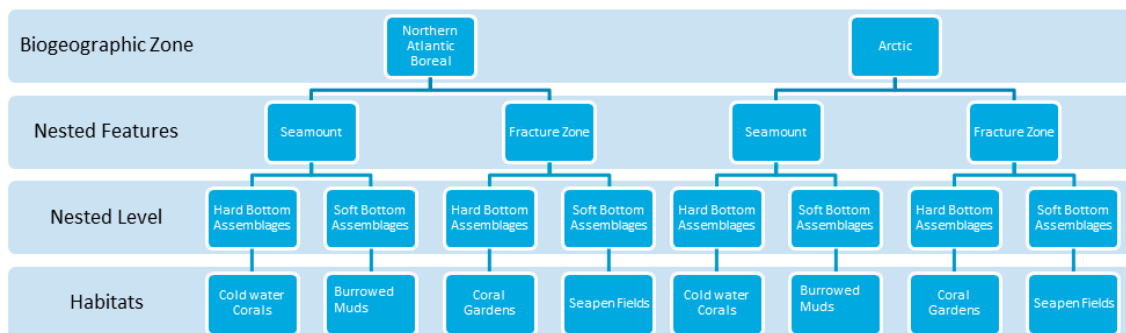 Biogeographic Zone
Northern
Atlantic
Boreal
Arctic
Nested Features
Seamount
Fracture Zone
Seamount
Fracture Zone
Nested Level
Hard Bottom
Assemblages
Soft Bottom
Assemblages
Hard Bottom
Assemblages
Soft Bottom
Assemblages
Hard Bottom
Assemblages
Soft Bottom
Assemblages
Hard Bottom
Assemblages
Soft Bottom
Assemblages
Habitats
Cold water
Corals
Burrowed
Muds
Coral
Gardens
Seapen Fields
Cold water
Corals
Burrowed
Muds
Coral
Gardens
Seapen Fields